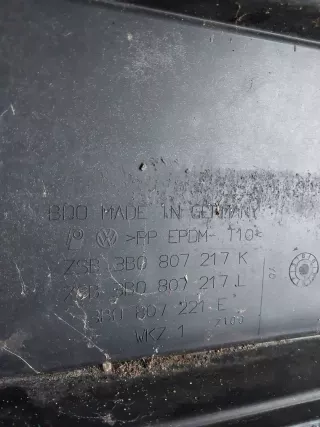 BOO MADE IN GERMANY
>PP EPDM- T10<
ZSB 3B0 807 217 K
ZSB 3B0 807 217 L
3B0 807 221 E
WKZ.1